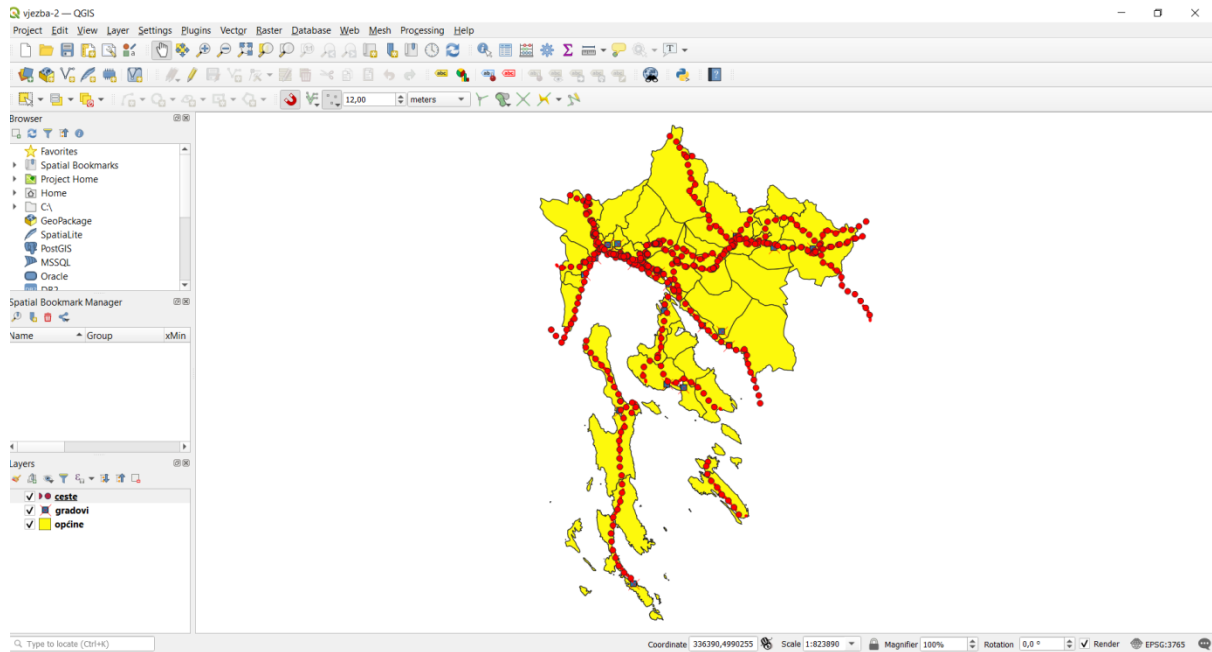 vjezba-2 — QGIS
Project Edit View Layer Settings Plugins Vector Raster Database Web Mesh Processing Help
12,00 meters
Browser
Favorites
Spatial Bookmarks
Project Home
Home
C:\
GeoPackage
SpatiaLite
PostGIS
MSSQL
Oracle
DB2
Spatial Bookmark Manager
Name Group xMin
Layers
ceste
gradovi
općine
Type to locate (Ctrl+K) Coordinate 336390,4990255 Scale 1:823890 Magnifier 100% Rotation 0,0 ° Render EPSG:3765